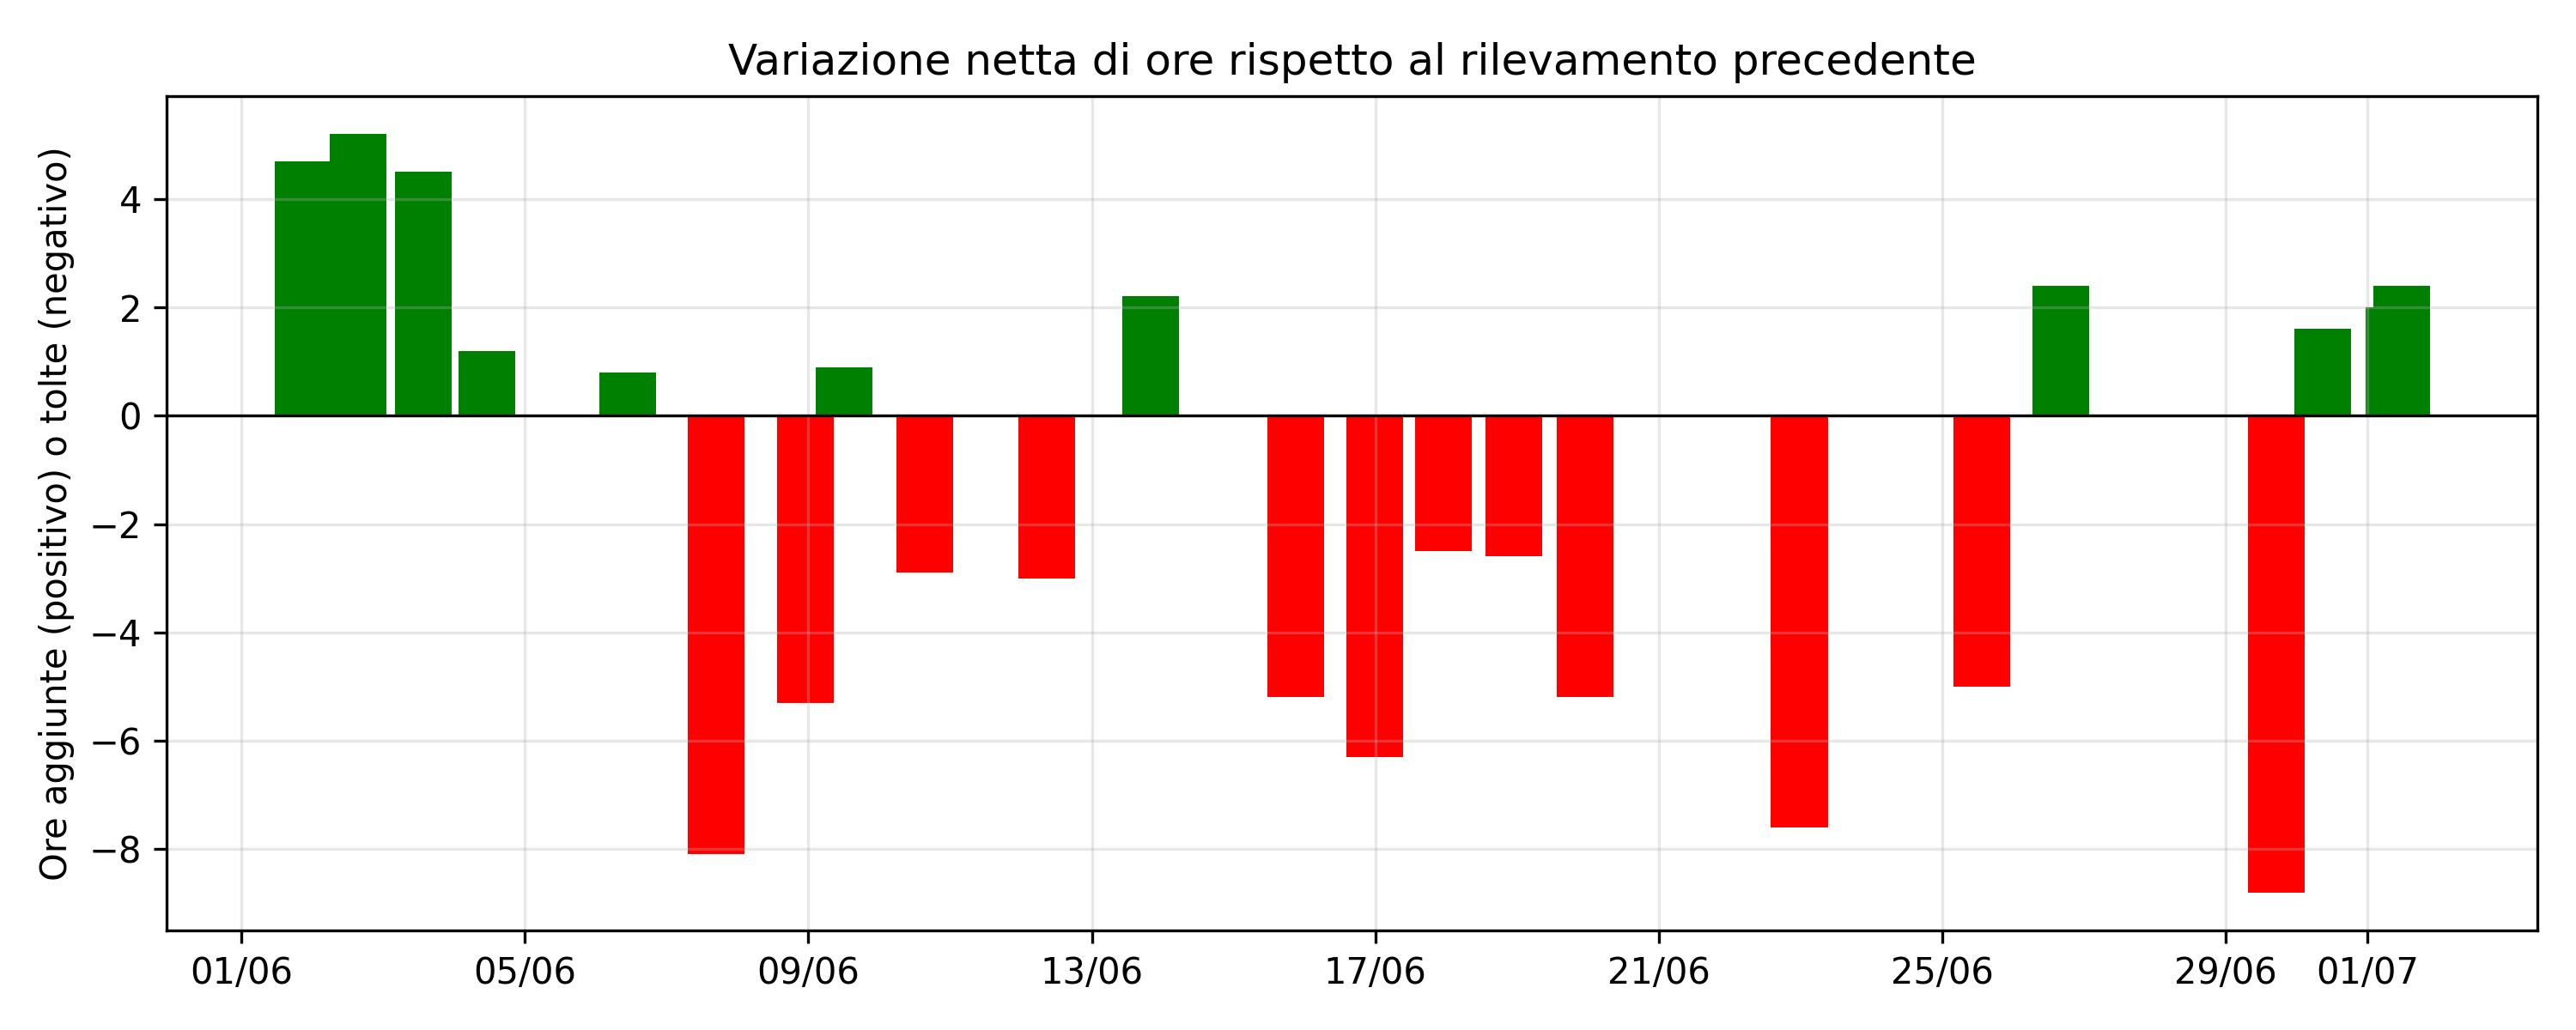 Variazione netta di ore rispetto al rilevamento precedente
Ore aggiunte (positivo) o tolte (negativo)
4
2
0
−2
−4
−6
−8
01/06 05/06 09/06 13/06 17/06 21/06 25/06 29/06 01/07